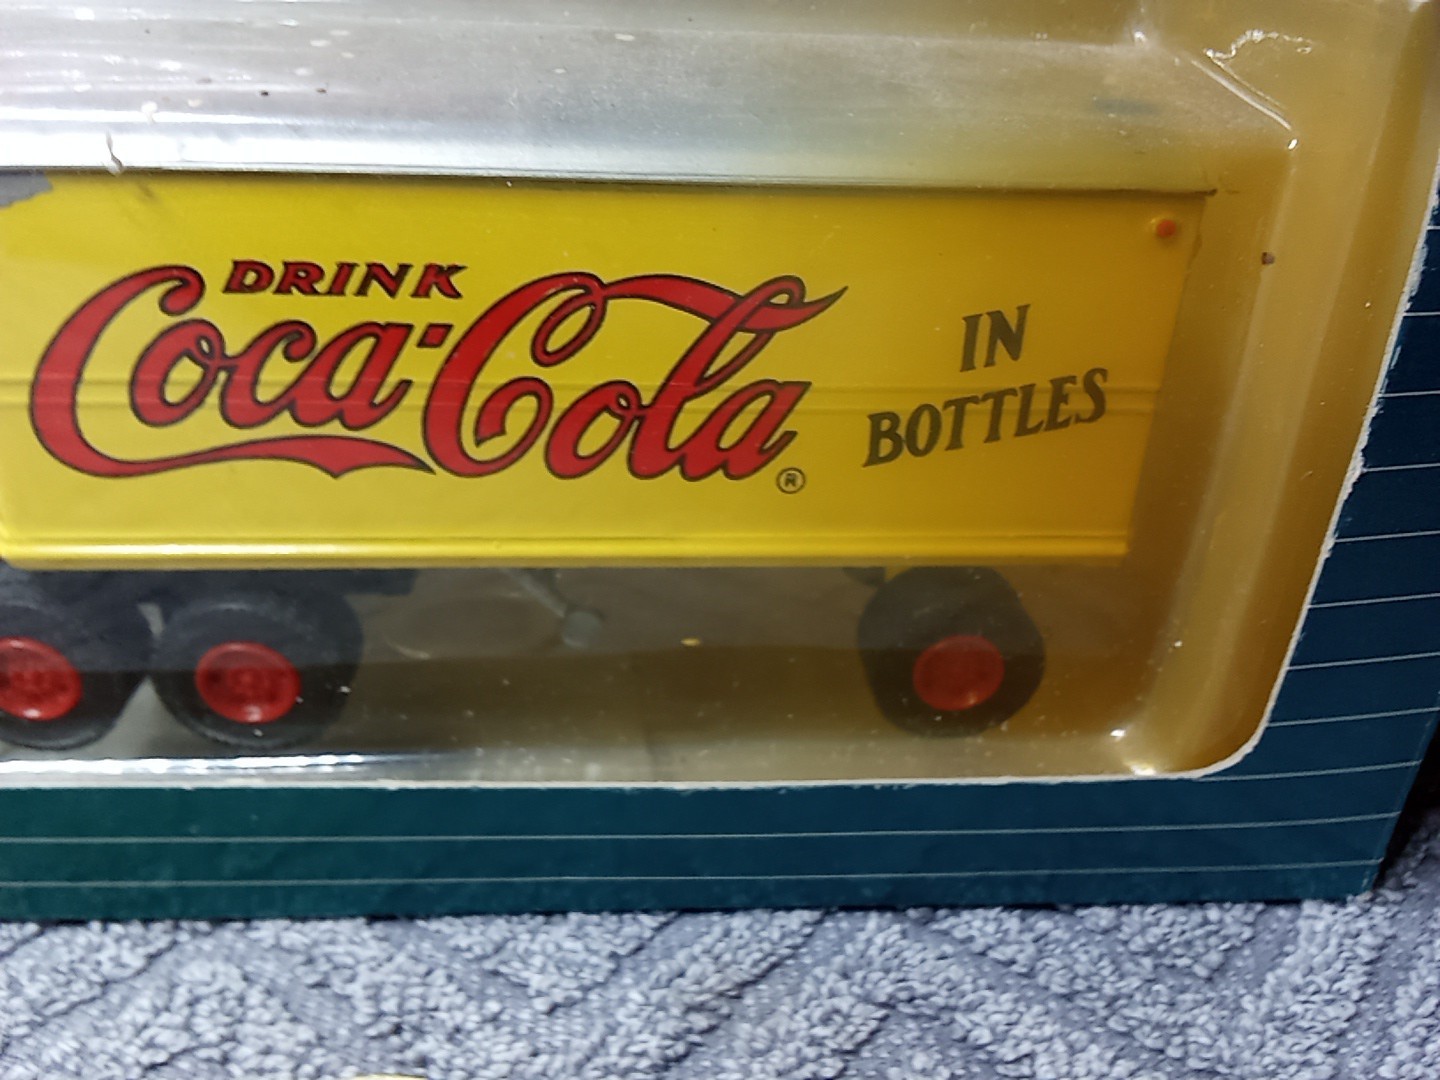 DRINK
Coca-Cola ®
IN
BOTTLES